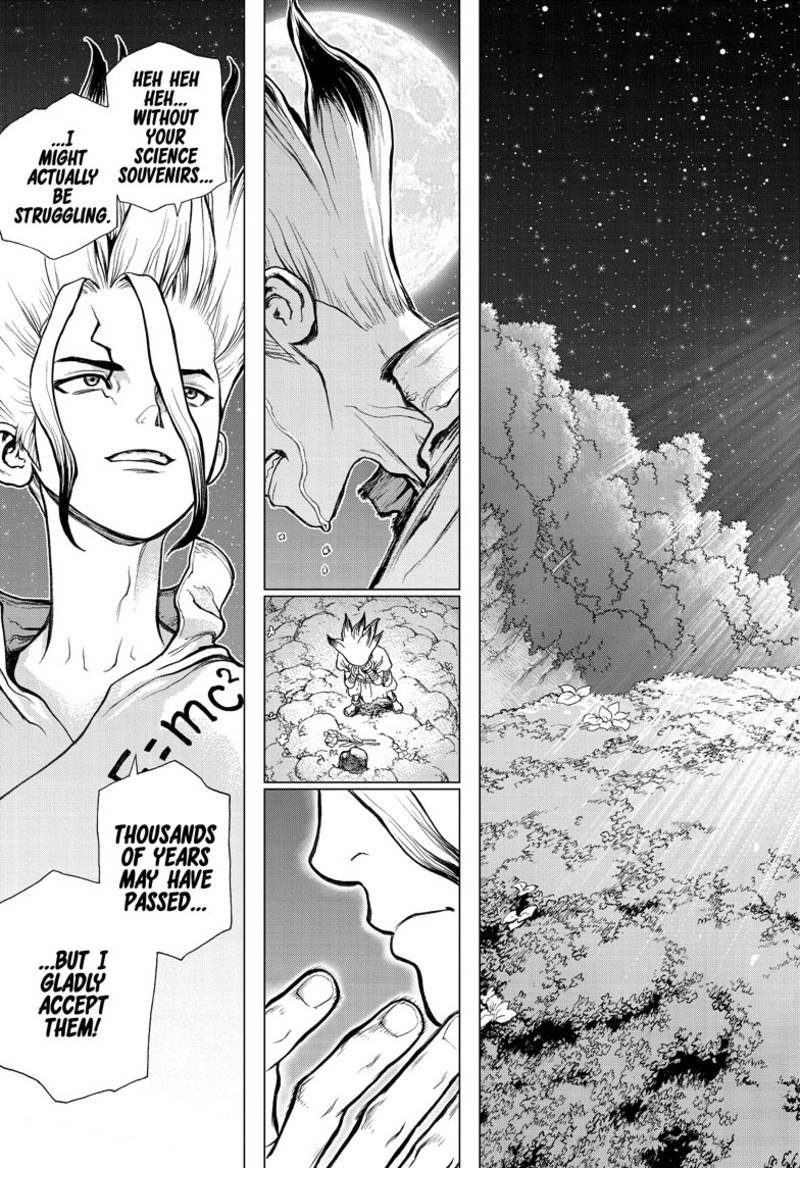 HEH HEH
HEH...
WITHOUT
YOUR
SCIENCE
SOUVENIRS...
...I
MIGHT
ACTUALLY
BE
STRUGGLING.
E=mc²
THOUSANDS
OF YEARS
MAY HAVE
PASSED...
...BUT I
GLADLY
ACCEPT
THEM!